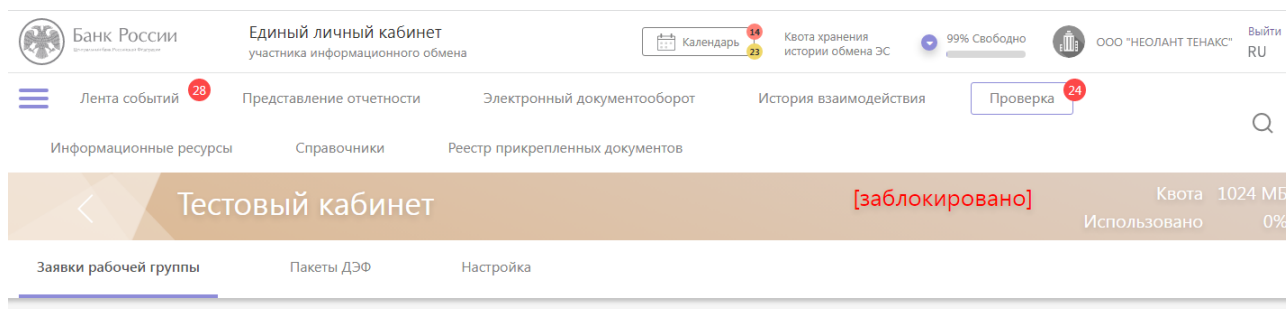 Банк России
Единый личный кабинет
участника информационного обмена
Календарь
14
23
Квота хранения
истории обмена ЭС
99% Свободно
ООО "НЕОЛАНТ ТЕНАКС"
Выйти
RU
Лента событий 28
Представление отчетности
Электронный документооборот
История взаимодействия
Проверка 24
Информационные ресурсы
Справочники
Реестр прикрепленных документов
Тестовый кабинет
[заблокировано]
Квота 1024 МБ
Использовано 0%
Заявки рабочей группы
Пакеты ДЭФ
Настройка